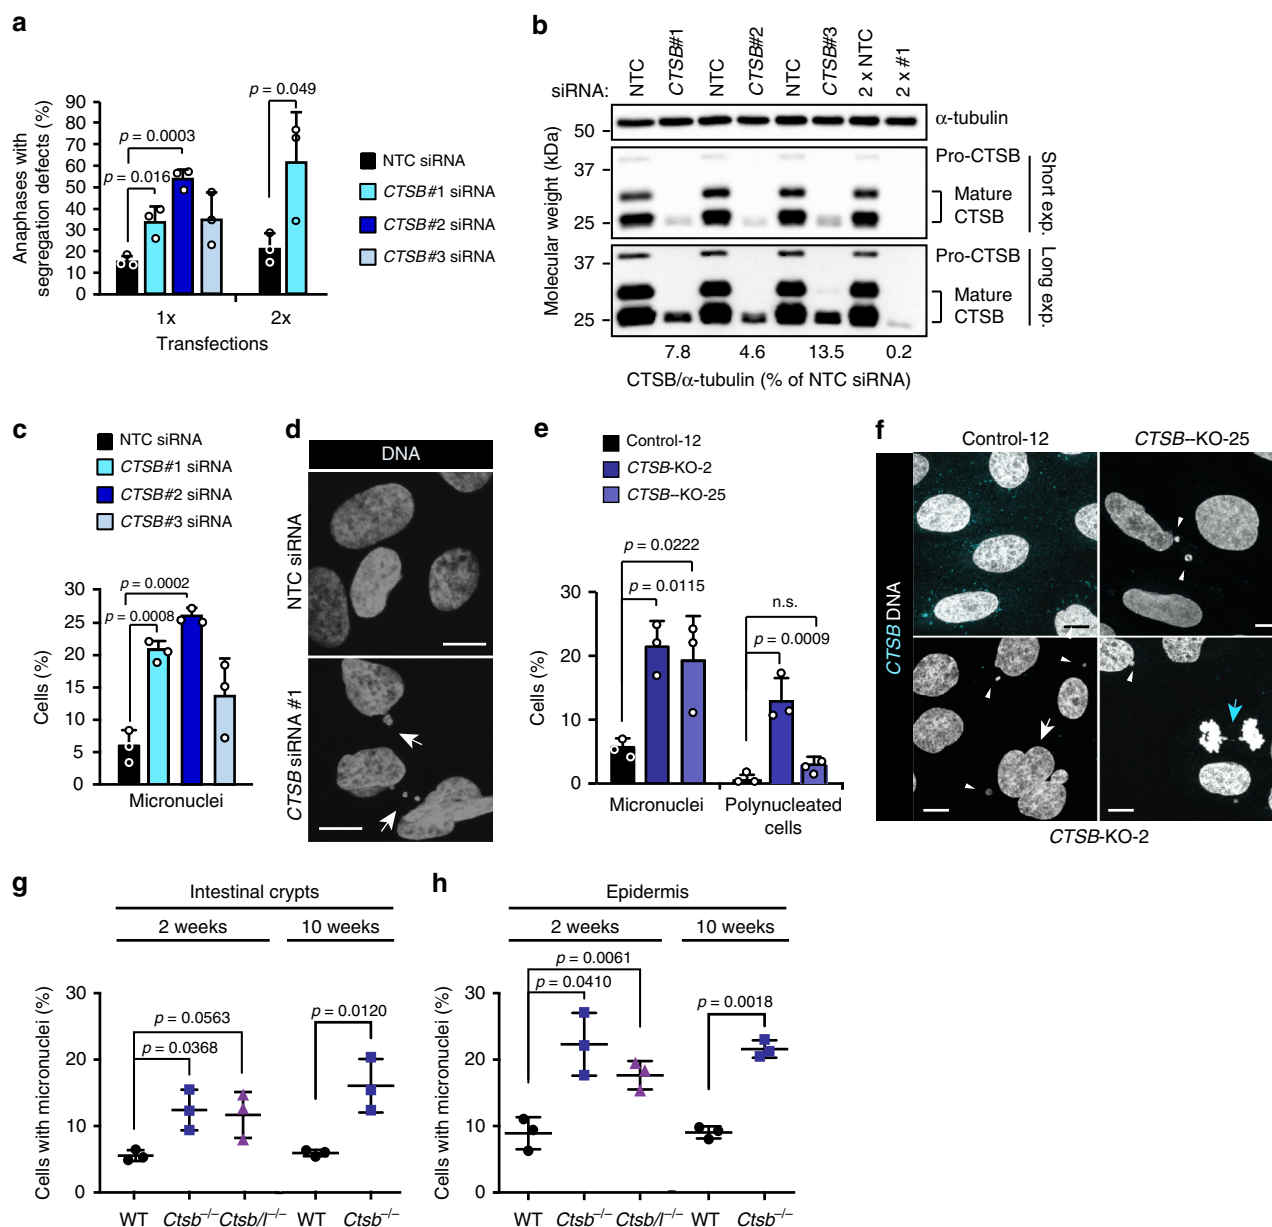 a
Anaphases with
segregation defects (%)
90
80
70
60
50
40
30
20
10
0
p = 0.049
p = 0.0003
p = 0.016
1x
2x
Transfections
NTC siRNA
CTSB#1 siRNA
CTSB#2 siRNA
CTSB#3 siRNA
b
siRNA:
NTC
CTSB#1
NTC
CTSB#2
NTC
CTSB#3
2 x NTC
2 x #1
Molecular weight (kDa)
50
37
25
37
25
α-tubulin
Pro-CTSB
Mature
CTSB
Short exp.
Pro-CTSB
Mature
CTSB
Long exp.
7.8 4.6 13.5 0.2
CTSB/α-tubulin (% of NTC siRNA)
c
NTC siRNA
CTSB#1 siRNA
CTSB#2 siRNA
CTSB#3 siRNA
Cells (%)
30
25
20
15
10
5
0
p = 0.0002
p = 0.0008
Micronuclei
d
DNA
NTC siRNA
CTSB siRNA #1
e
Control-12
CTSB-KO-2
CTSB--KO-25
Cells (%)
30
20
10
0
p = 0.0222
p = 0.0115
n.s.
p = 0.0009
Micronuclei
Polynucleated
cells
f
Control-12
CTSB--KO-25
CTSB DNA
CTSB-KO-2
g
Intestinal crypts
2 weeks
10 weeks
Cells with micronuclei (%)
30
20
10
0
p = 0.0563
p = 0.0368
p = 0.0120
WT Ctsb−/− Ctsb/l−/− WT Ctsb−/−
h
Epidermis
2 weeks
10 weeks
Cells with micronuclei (%)
30
20
10
0
p = 0.0061
p = 0.0410
p = 0.0018
WT Ctsb−/− Ctsb/l−/− WT Ctsb−/−